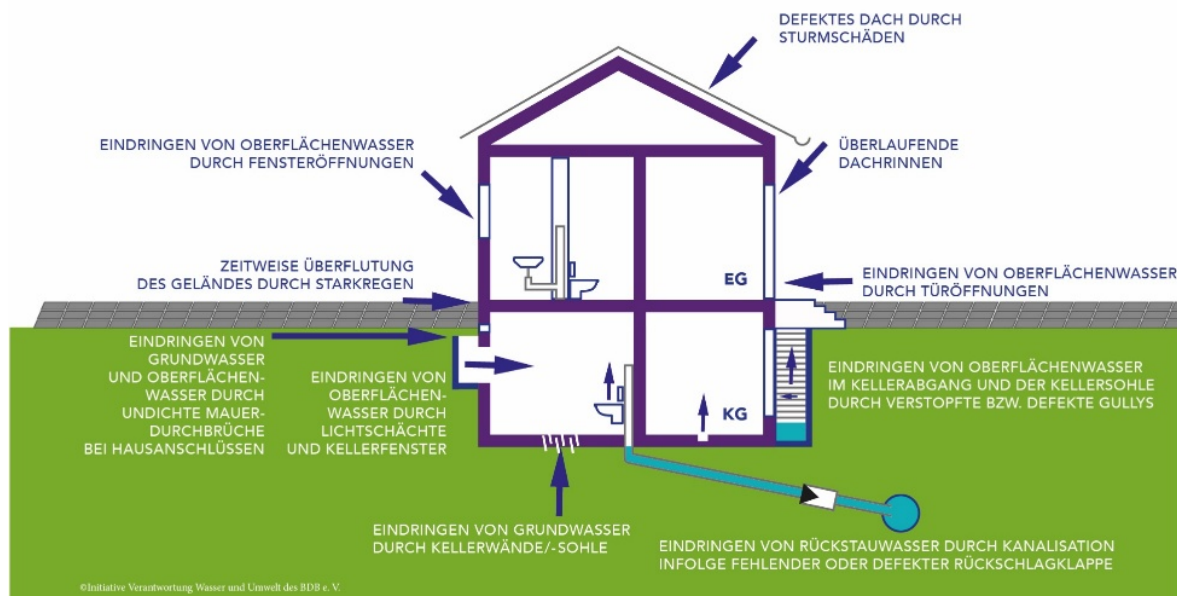 DEFEKTES DACH DURCH
STURMSCHÄDEN
EINDRINGEN VON OBERFLÄCHENWASSER
DURCH FENSTERÖFFNUNGEN
ÜBERLAUFENDE
DACHRINNEN
ZEITWEISE ÜBERFLUTUNG
DES GELÄNDES DURCH STARKREGEN
EG
EINDRINGEN VON OBERFLÄCHENWASSER
DURCH TÜRÖFFNUNGEN
EINDRINGEN VON
GRUNDWASSER
UND OBERFLÄCHEN-
WASSER DURCH
UNDICHTE MAUER-
DURCHBRÜCHE
BEI HAUSANSCHLÜSSEN
EINDRINGEN VON
OBERFLÄCHEN-
WASSER DURCH
LICHTSCHÄCHTE
UND KELLERFENSTER
KG
EINDRINGEN VON OBERFLÄCHENWASSER
IM KELLERABGANG UND DER KELLERSOHLE
DURCH VERSTOPFTE BZW. DEFEKTE GULLYS
EINDRINGEN VON GRUNDWASSER
DURCH KELLERWÄNDE/-SOHLE
EINDRINGEN VON RÜCKSTAUWASSER DURCH KANALISATION
INFOLGE FEHLENDER ODER DEFEKTER RÜCKSCHLAGKLAPPE
©Initiative Verantwortung Wasser und Umwelt des BDB e. V.